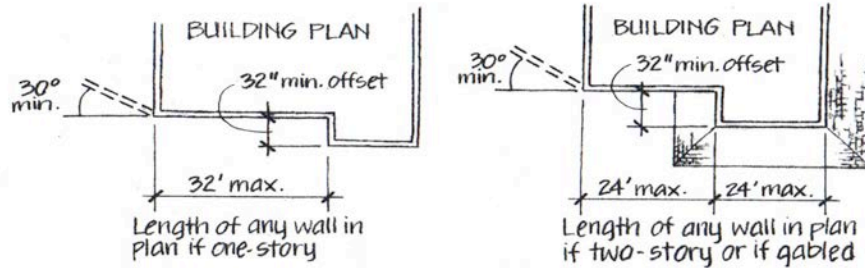 BUILDING PLAN
30°
min.
32" min. offset
32' max.
Length of any wall in
plan if one-story
BUILDING PLAN
30°
min.
32" min. offset
24' max.
24' max.
Length of any wall in plan
if two-story or if gabled